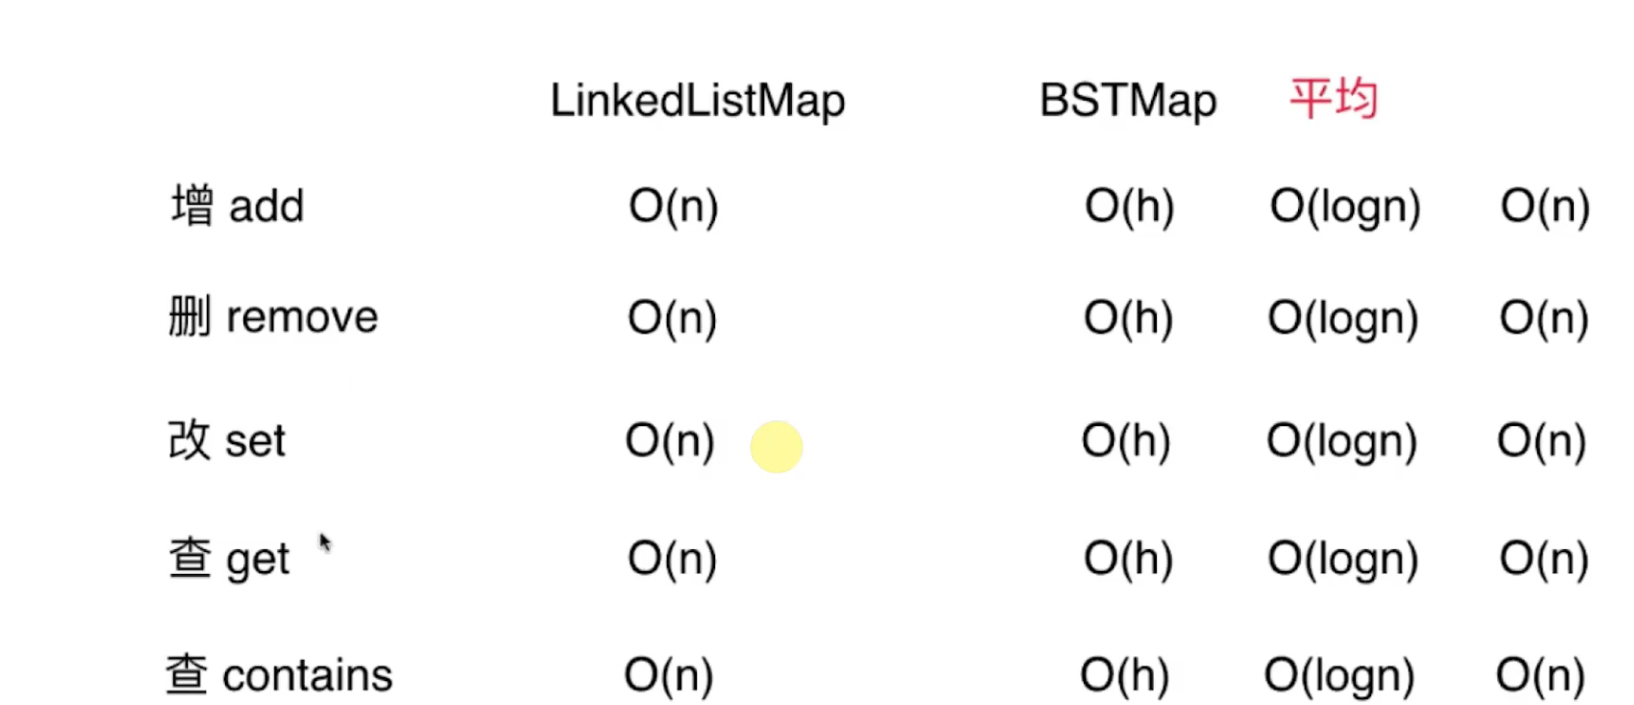 LinkedListMap BSTMap 平均
增 add O(n) O(h) O(logn) O(n)
删 remove O(n) O(h) O(logn) O(n)
改 set O(n) O(h) O(logn) O(n)
查 get O(n) O(h) O(logn) O(n)
查 contains O(n) O(h) O(logn) O(n)